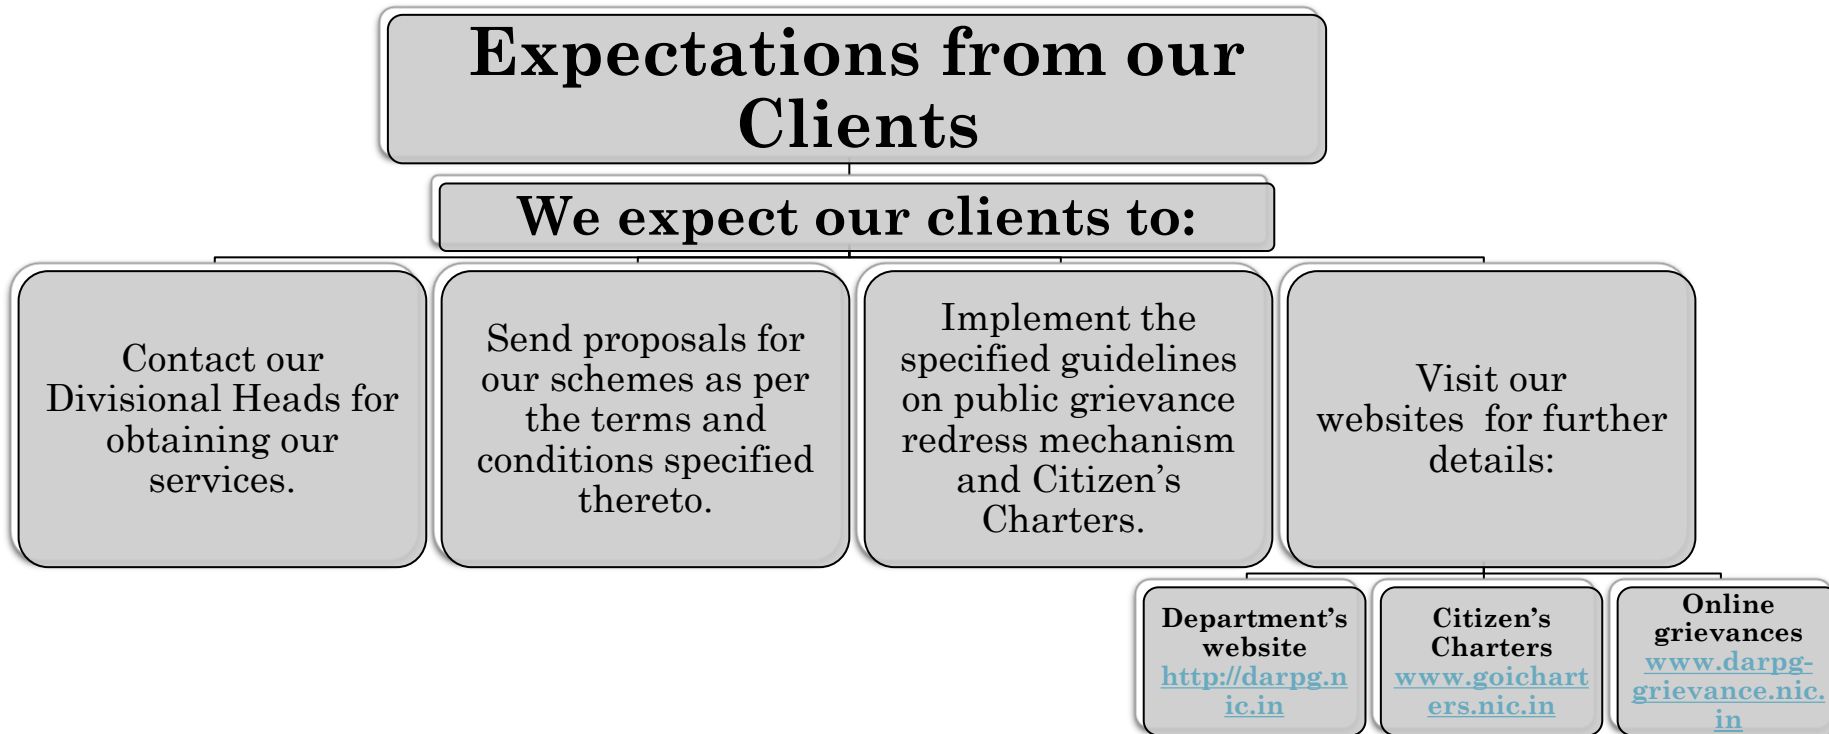 Expectations from our
Clients
We expect our clients to:
Contact our
Divisional Heads for
obtaining our
services.
Send proposals for
our schemes as per
the terms and
conditions specified
thereto.
Implement the
specified guidelines
on public grievance
redress mechanism
and Citizen’s
Charters.
Visit our
websites  for further
details:
Department’s
website
http://darpg.n
ic.in
Citizen’s
Charters
www.goichart
ers.nic.in
Online
grievances
www.darpg-
grievance.nic.
in